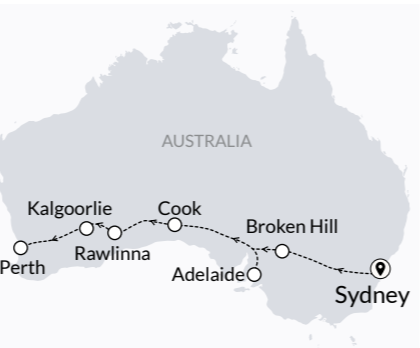 AUSTRALIA
Kalgoorlie
Cook
Broken Hill
Perth
Rawlinna
Adelaide
Sydney